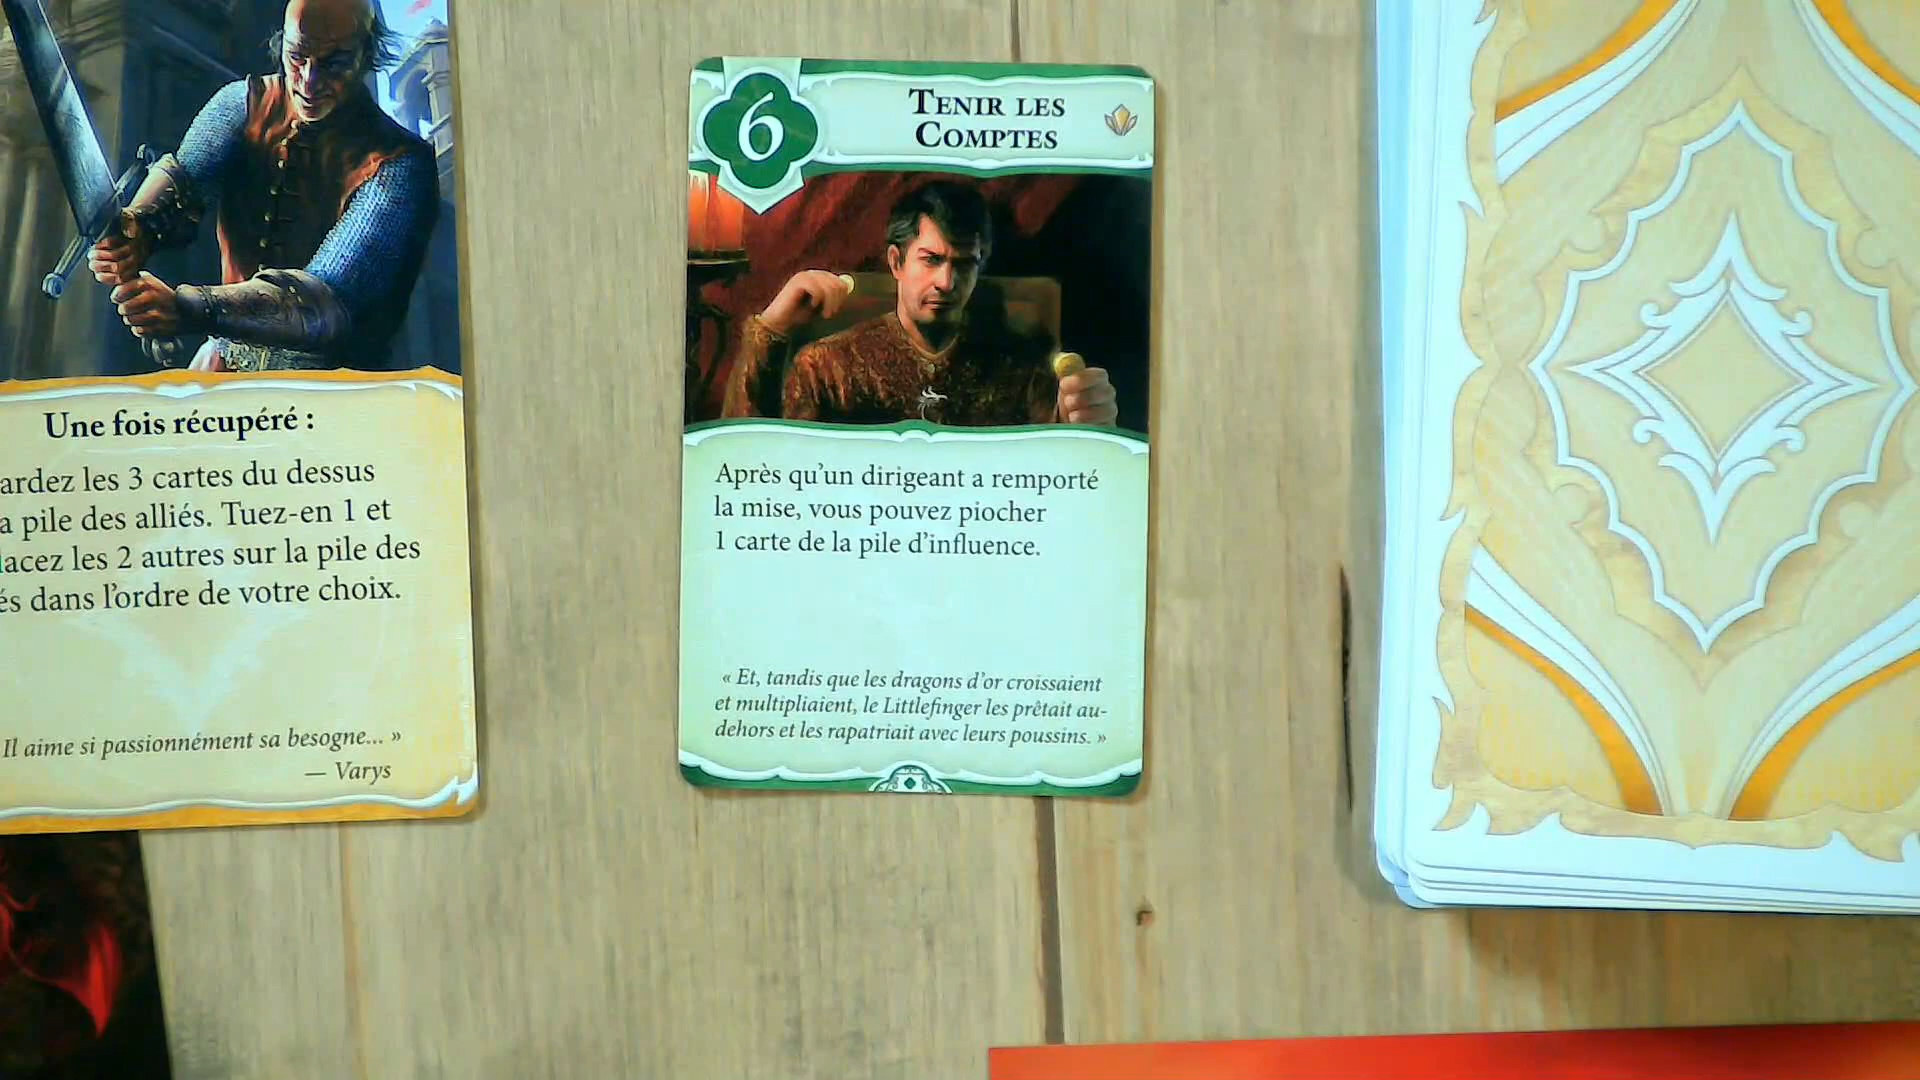 Une fois récupéré :
ardez les 3 cartes du dessus
a pile des alliés. Tuez-en 1 et
lacez les 2 autres sur la pile des
és dans l'ordre de votre choix.
Il aime si passionnément sa besogne... »
— Varys
6
TENIR LES
COMPTES
Après qu'un dirigeant a remporté
la mise, vous pouvez piocher
1 carte de la pile d'influence.
« Et, tandis que les dragons d'or croissaient
et multipliaient, le Littlefinger les prêtait au-
dehors et les rapatriait avec leurs poussins. »